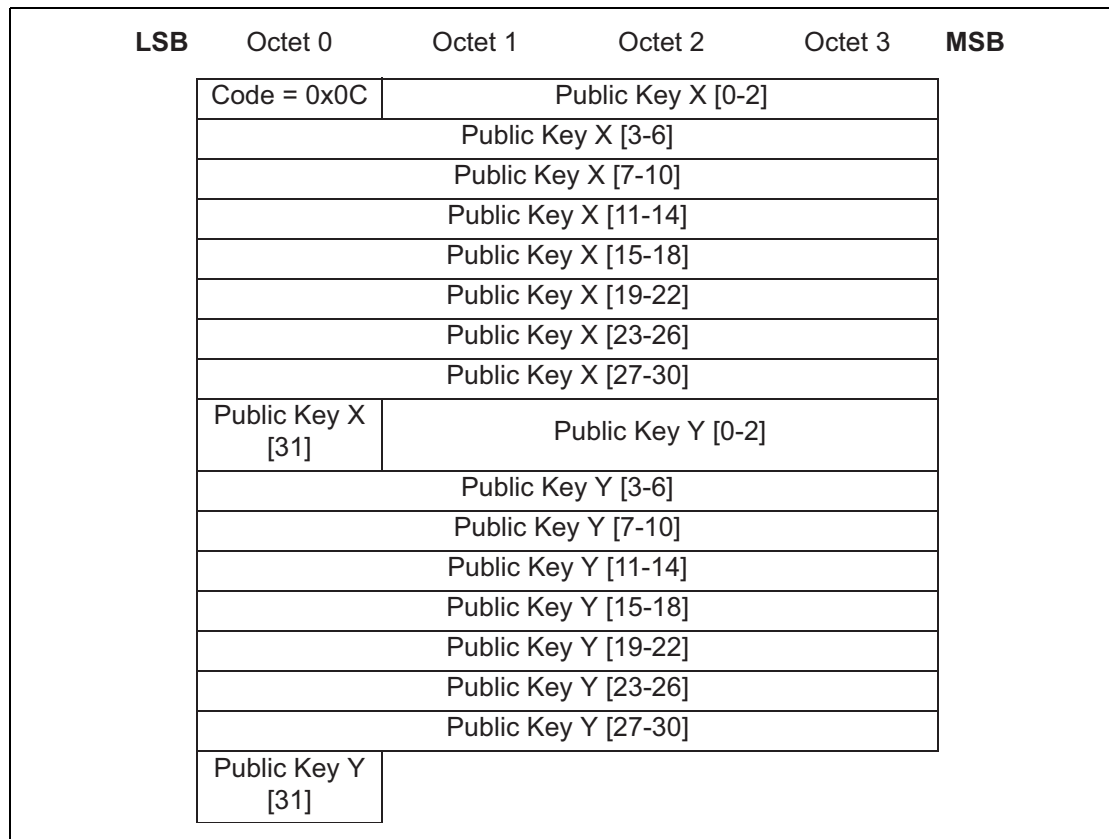 LSB Octet 0 Octet 1 Octet 2 Octet 3 MSB
Code = 0x0C Public Key X [0-2]
Public Key X [3-6]
Public Key X [7-10]
Public Key X [11-14]
Public Key X [15-18]
Public Key X [19-22]
Public Key X [23-26]
Public Key X [27-30]
Public Key X
[31]
Public Key Y [0-2]
Public Key Y [3-6]
Public Key Y [7-10]
Public Key Y [11-14]
Public Key Y [15-18]
Public Key Y [19-22]
Public Key Y [23-26]
Public Key Y [27-30]
Public Key Y
[31]